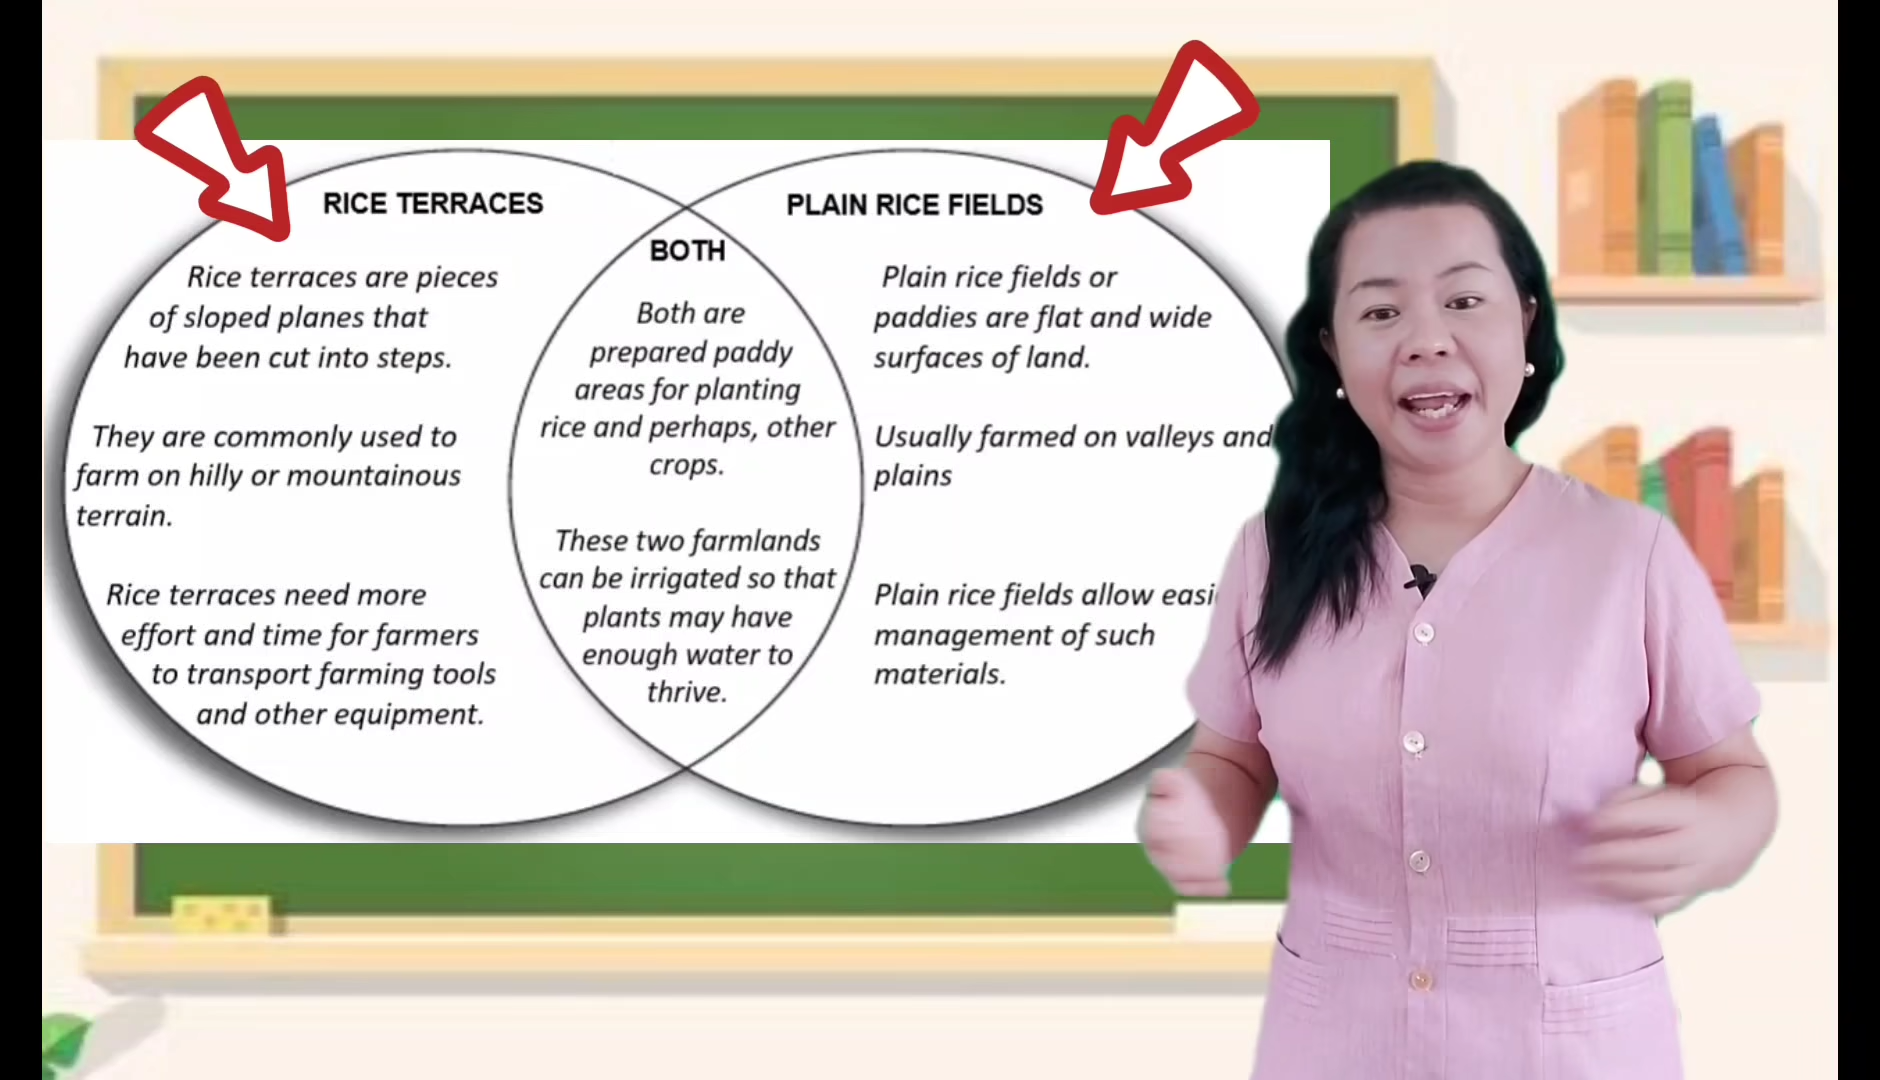 RICE TERRACES
Rice terraces are pieces
of sloped planes that
have been cut into steps.
They are commonly used to
farm on hilly or mountainous
terrain.
Rice terraces need more
effort and time for farmers
to transport farming tools
and other equipment.
BOTH
Both are
prepared paddy
areas for planting
rice and perhaps, other
crops.
These two farmlands
can be irrigated so that
plants may have
enough water to
thrive.
PLAIN RICE FIELDS
Plain rice fields or
paddies are flat and wide
surfaces of land.
Usually farmed on valleys and
plains
Plain rice fields allow
management of such
materials.